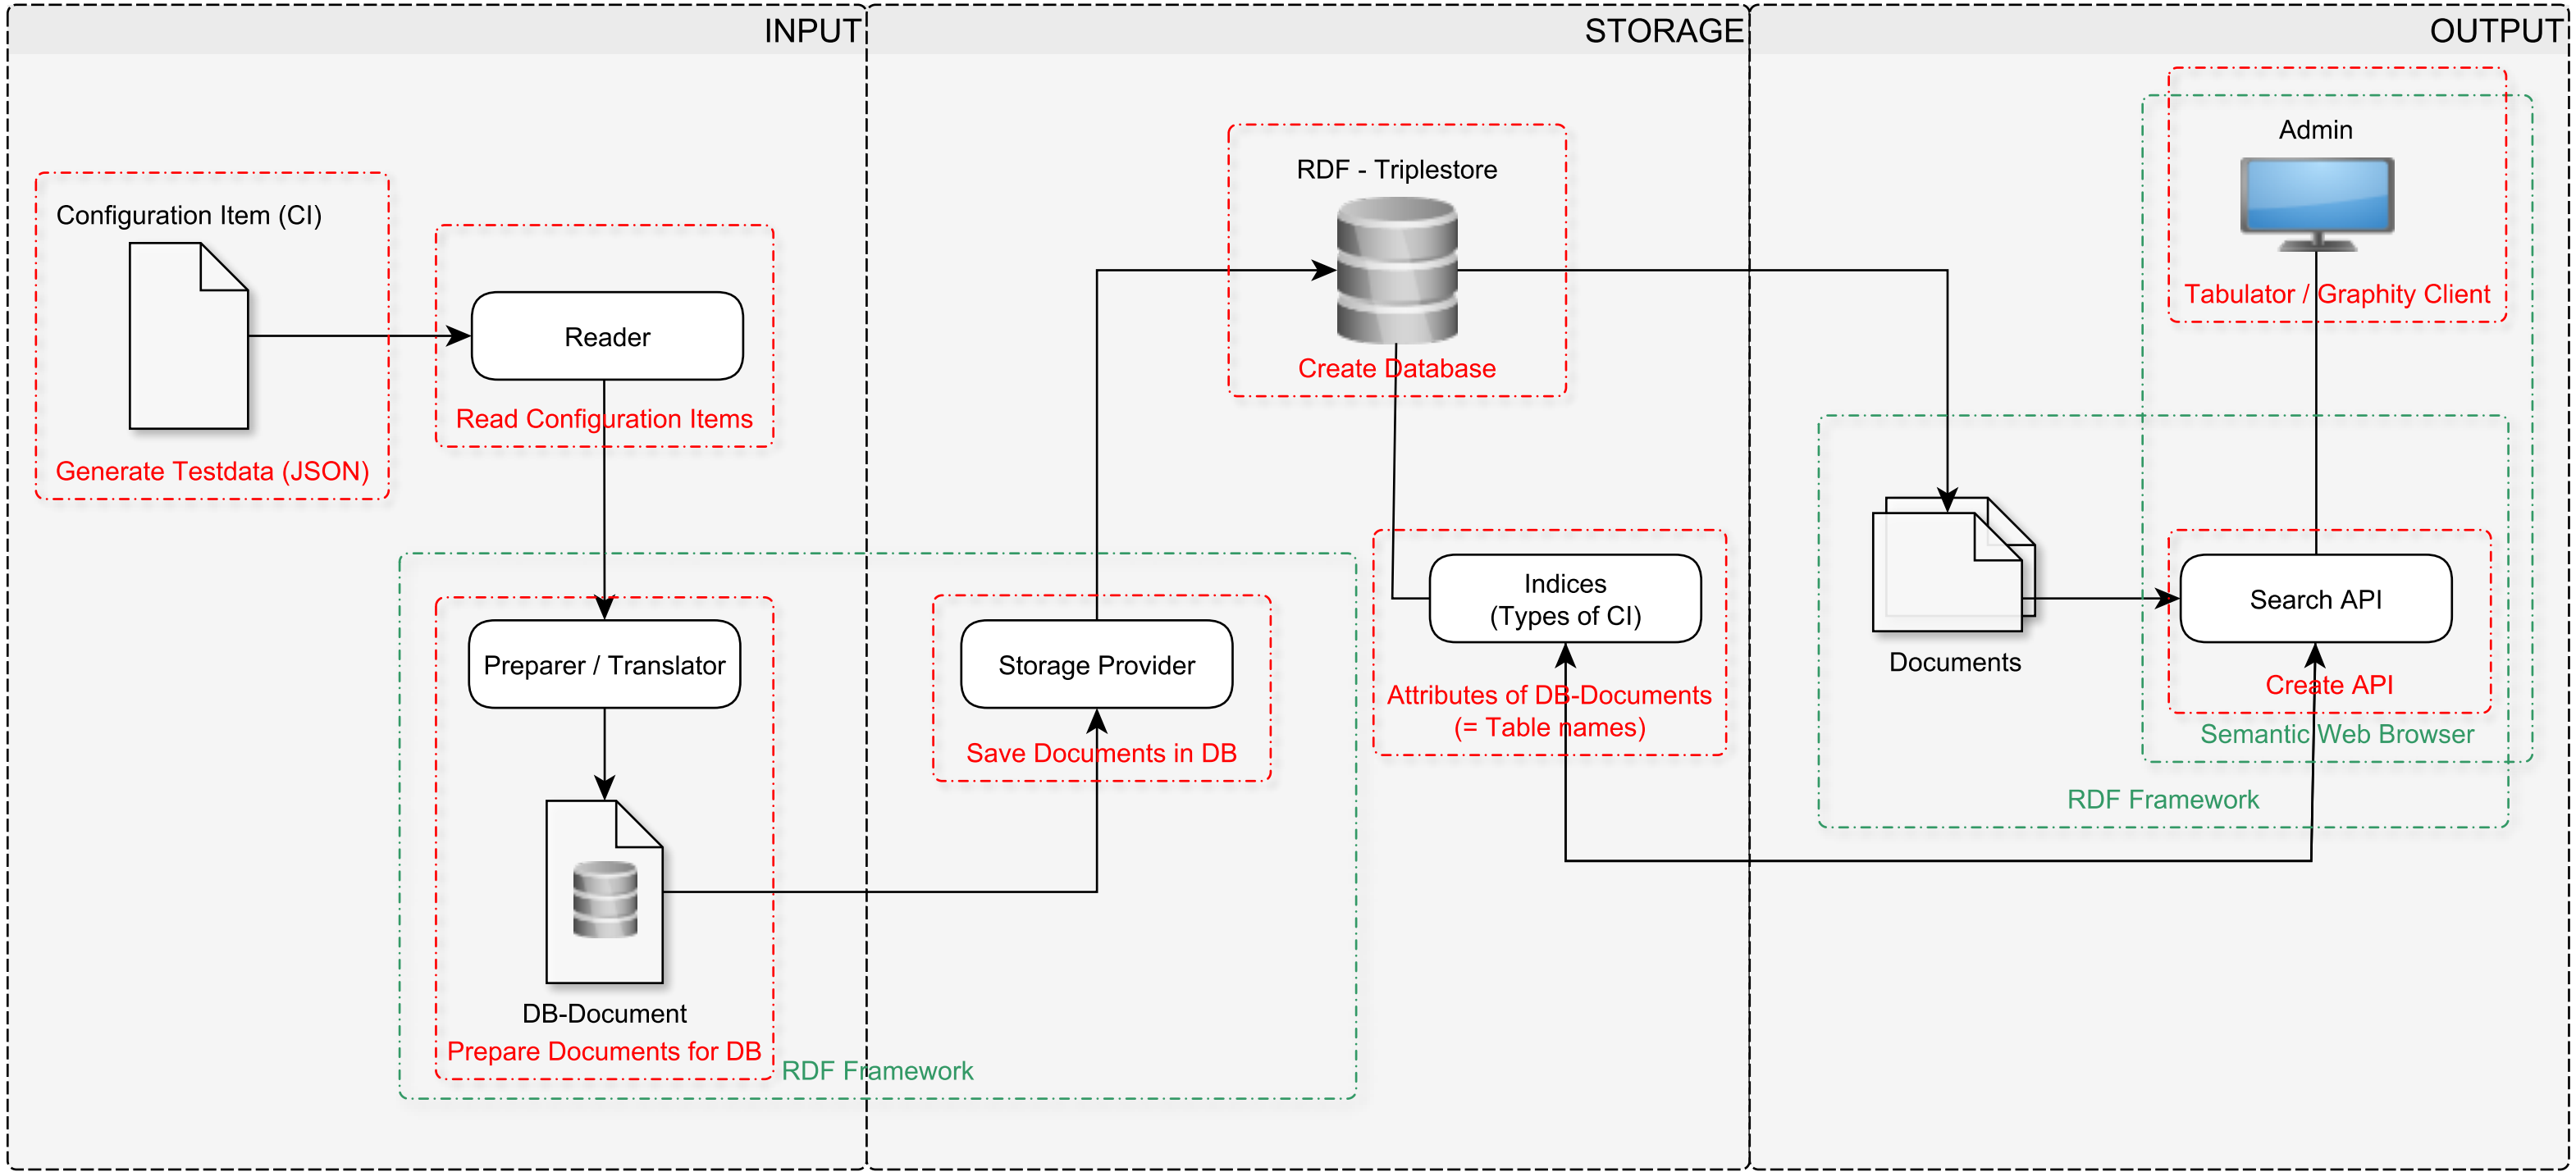 INPUT
STORAGE
OUTPUT
Configuration Item (CI)
Generate Testdata (JSON)
Reader
Read Configuration Items
Preparer / Translator
DB-Document
Prepare Documents for DB
RDF Framework
Storage Provider
Save Documents in DB
RDF - Triplestore
Create Database
Indices
(Types of CI)
Attributes of DB-Documents
(= Table names)
Documents
Admin
Tabulator / Graphity Client
Search API
Create API
Semantic Web Browser
RDF Framework